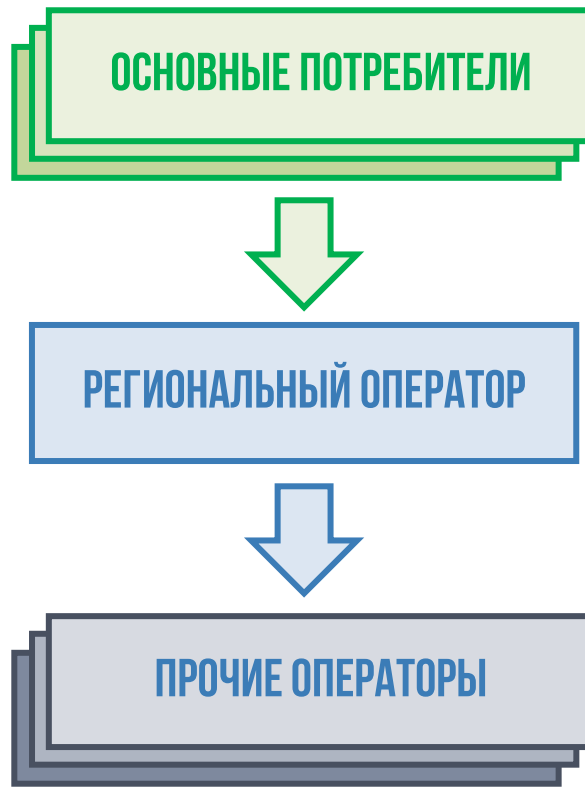 ОСНОВНЫЕ ПОТРЕБИТЕЛИ
РЕГИОНАЛЬНЫЙ ОПЕРАТОР
ПРОЧИЕ ОПЕРАТОРЫ